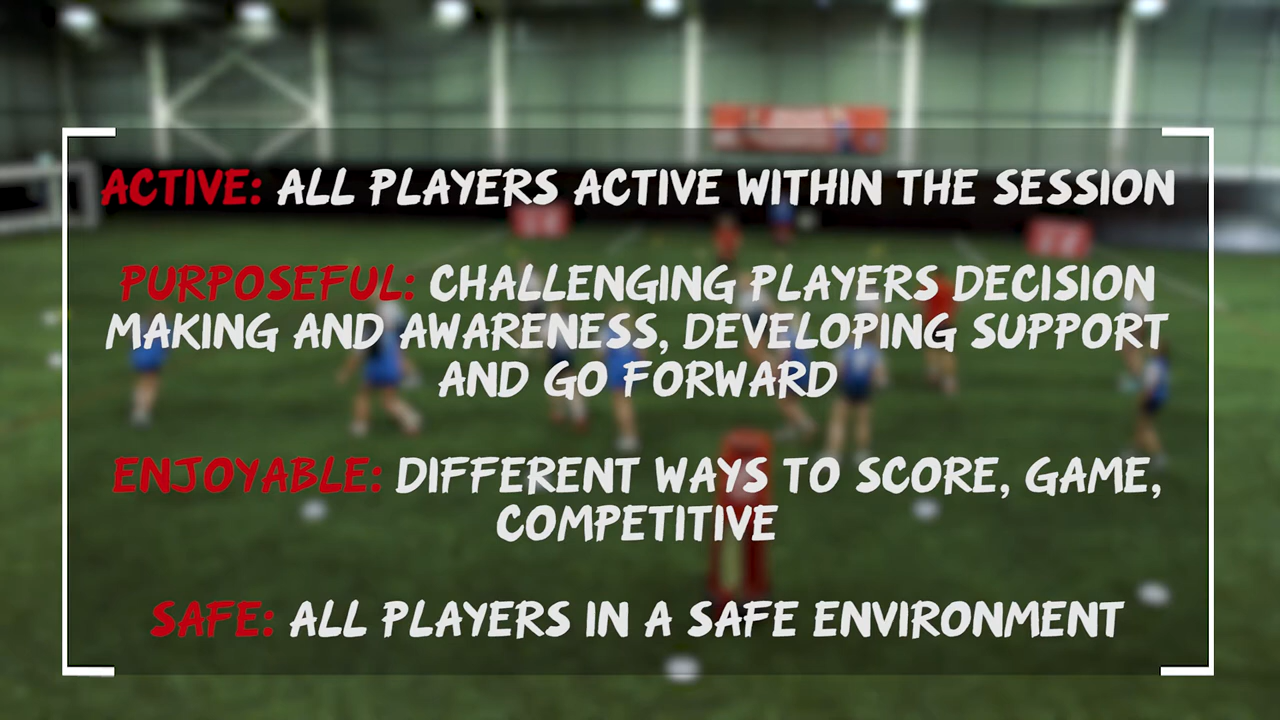 ACTIVE: ALL PLAYERS ACTIVE WITHIN THE SESSION
PURPOSEFUL: CHALLENGING PLAYERS DECISION
MAKING AND AWARENESS, DEVELOPING SUPPORT
AND GO FORWARD
ENJOYABLE: DIFFERENT WAYS TO SCORE, GAME,
COMPETITIVE
SAFE: ALL PLAYERS IN A SAFE ENVIRONMENT